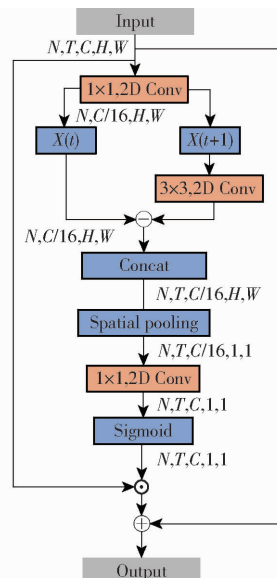 Input
N,T,C,H,W
1×1,2D Conv
N,C/16,H,W
X(t)
X(t+1)
3×3,2D Conv
N,C/16,H,W
Concat
N,T,C/16,H,W
Spatial pooling
N,T,C/16,1,1
1×1,2D Conv
N,T,C,1,1
Sigmoid
N,T,C,1,1
Output